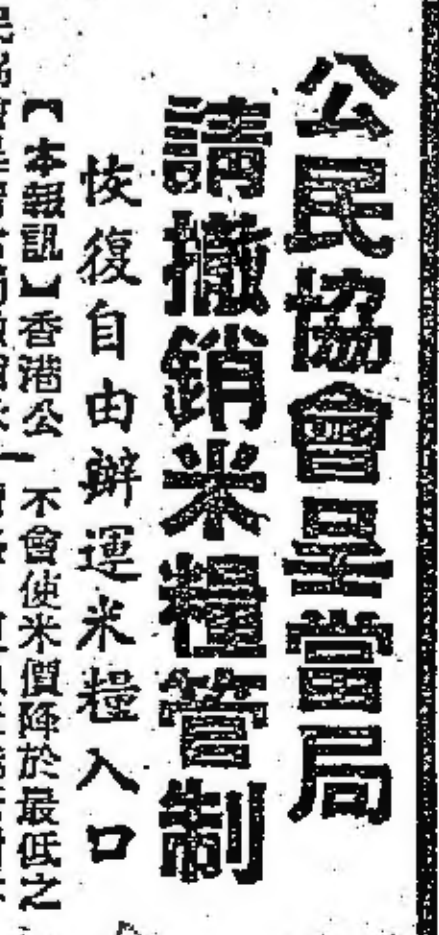 公民協會呈當局
請撤銷米糧管制
恢復自由辦運米糧入口
【本報訊】香港公
不會使米價降於最低之